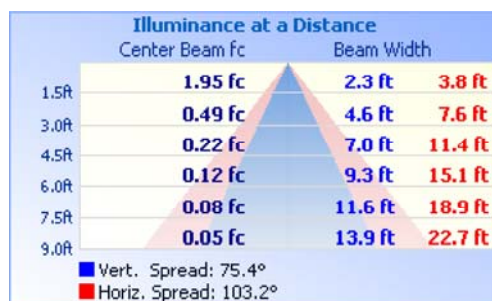 Illuminance at a Distance
Center Beam fc Beam Width
1.5ft 1.95 fc 2.3 ft 3.8 ft
3.0ft 0.49 fc 4.6 ft 7.6 ft
4.5ft 0.22 fc 7.0 ft 11.4 ft
6.0ft 0.12 fc 9.3 ft 15.1 ft
7.5ft 0.08 fc 11.6 ft 18.9 ft
9.0ft 0.05 fc 13.9 ft 22.7 ft
Vert. Spread: 75.4°
Horiz. Spread: 103.2°